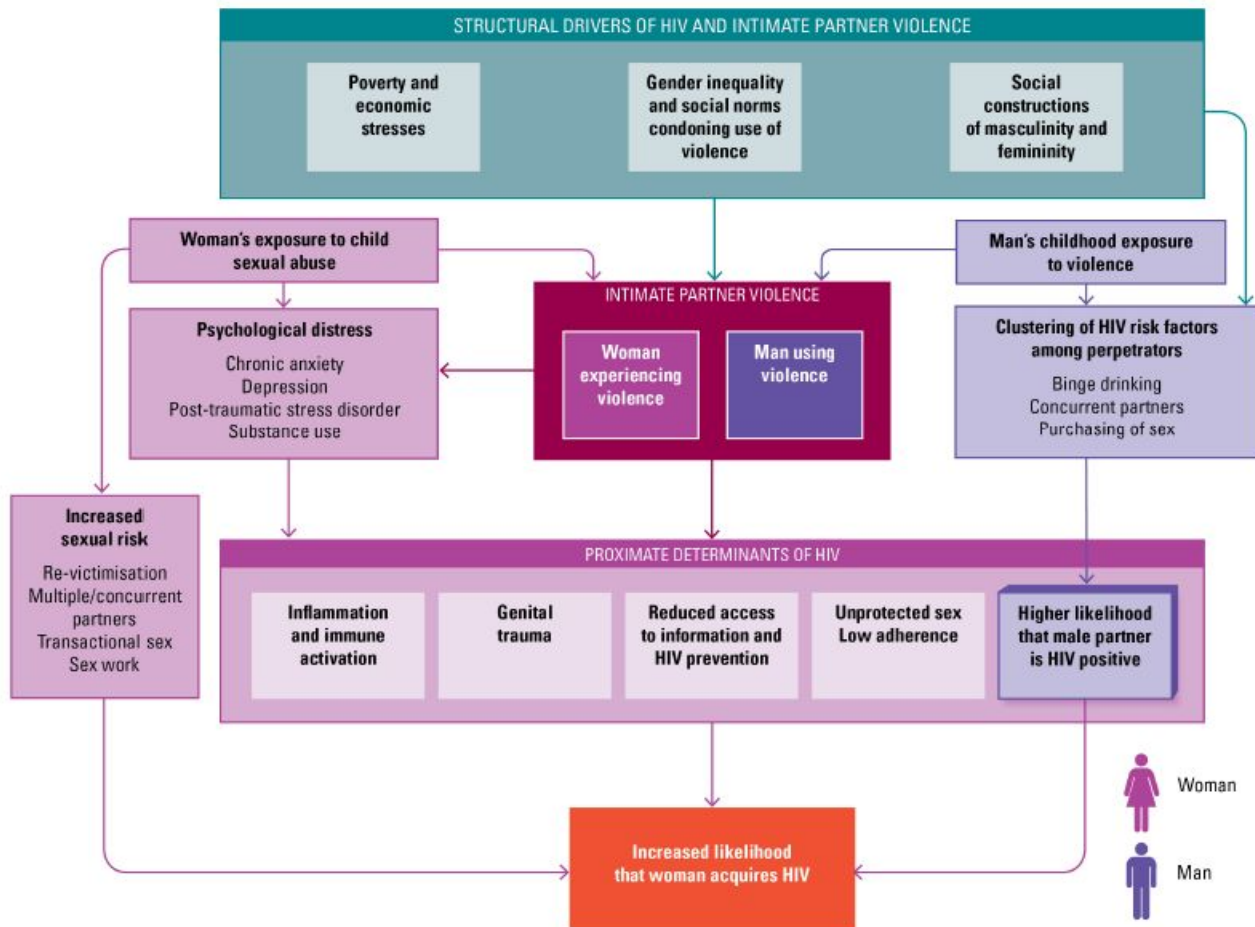 STRUCTURAL DRIVERS OF HIV AND INTIMATE PARTNER VIOLENCE
Poverty and
economic
stresses
Gender inequality
and social norms
condoning use of
violence
Social
constructions
of masculinity and
femininity
Woman's exposure to child
sexual abuse
Man's childhood exposure
to violence
INTIMATE PARTNER VIOLENCE
Woman
experiencing
violence
Man using
violence
Psychological distress
Chronic anxiety
Depression
Post-traumatic stress disorder
Substance use
Clustering of HIV risk factors
among perpetrators
Binge drinking
Concurrent partners
Purchasing of sex
Increased
sexual risk
Re-victimisation
Multiple/concurrent
partners
Transactional sex
Sex work
PROXIMATE DETERMINANTS OF HIV
Inflammation
and immune
activation
Genital
trauma
Reduced access
to information and
HIV prevention
Unprotected sex
Low adherence
Higher likelihood
that male partner
is HIV positive
Increased likelihood
that woman acquires HIV
Woman
Man